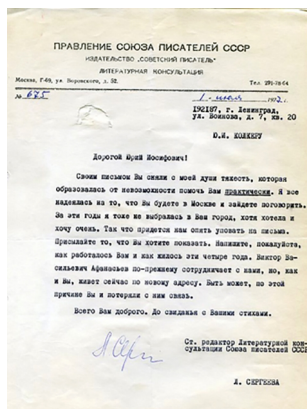 ПРАВЛЕНИЕ СОЮЗА ПИСАТЕЛЕЙ СССР
ИЗДАТЕЛЬСТВО „СОВЕТСКИЙ ПИСАТЕЛЬ"
ЛИТЕРАТУРНАЯ КОНСУЛЬТАЦИЯ
Москва, Г-69, ул. Воровского, д. 52. Тел. 291-
№ 675 1
192187, г. Ленинград,
ул. Воинова, д. 7, кв. 20
Ю.И. КОЛКЕРУ
Дорогой Юрий Иосифович!
Своим письмом Вы сняли с моей души тяжесть, которая
образовалась от невозможности помочь Вам практически. Я все
надеялась на то, что Вы будете в Москве и зайдете поговорить.
За эти годы я тоже не выбралась в Ваш город, хотя хотела и
хочу очень. Так что придется нам опять уповать на письма.
Присылайте то, что Вы хотите показать. Напишите, пожалуйста,
как работалось Вам и как жилось эти четыре года. Виктор Ва-
сильевич Афанасьев по-прежнему сотрудничает с нами, но, как
и Вы, живет сейчас по новому адресу. Быть может, по этой
причине Вы и потеряли с ним связь.
Всего Вам доброго. До свиданья с Вашими стихами.
Ст. редактор Литературной кон-
сультации Союза писателей СССР
Л. СЕРГЕЕВА